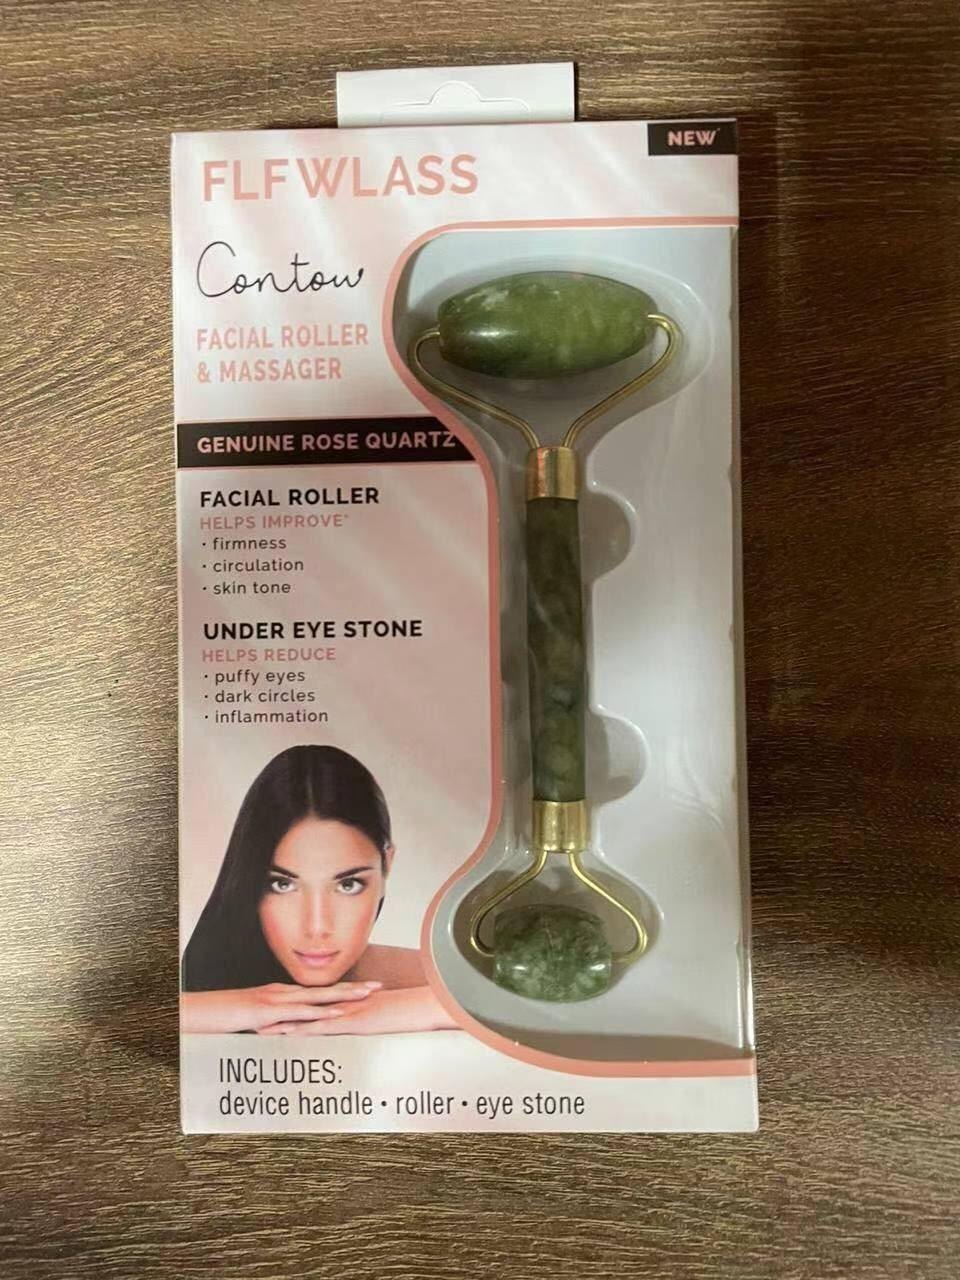 NEW
FLFWLASS
Contour
FACIAL ROLLER
& MASSAGER
GENUINE ROSE QUARTZ
FACIAL ROLLER
HELPS IMPROVE*
• firmness
• circulation
• skin tone
UNDER EYE STONE
HELPS REDUCE
• puffy eyes
• dark circles
• inflammation
INCLUDES:
device handle • roller • eye stone